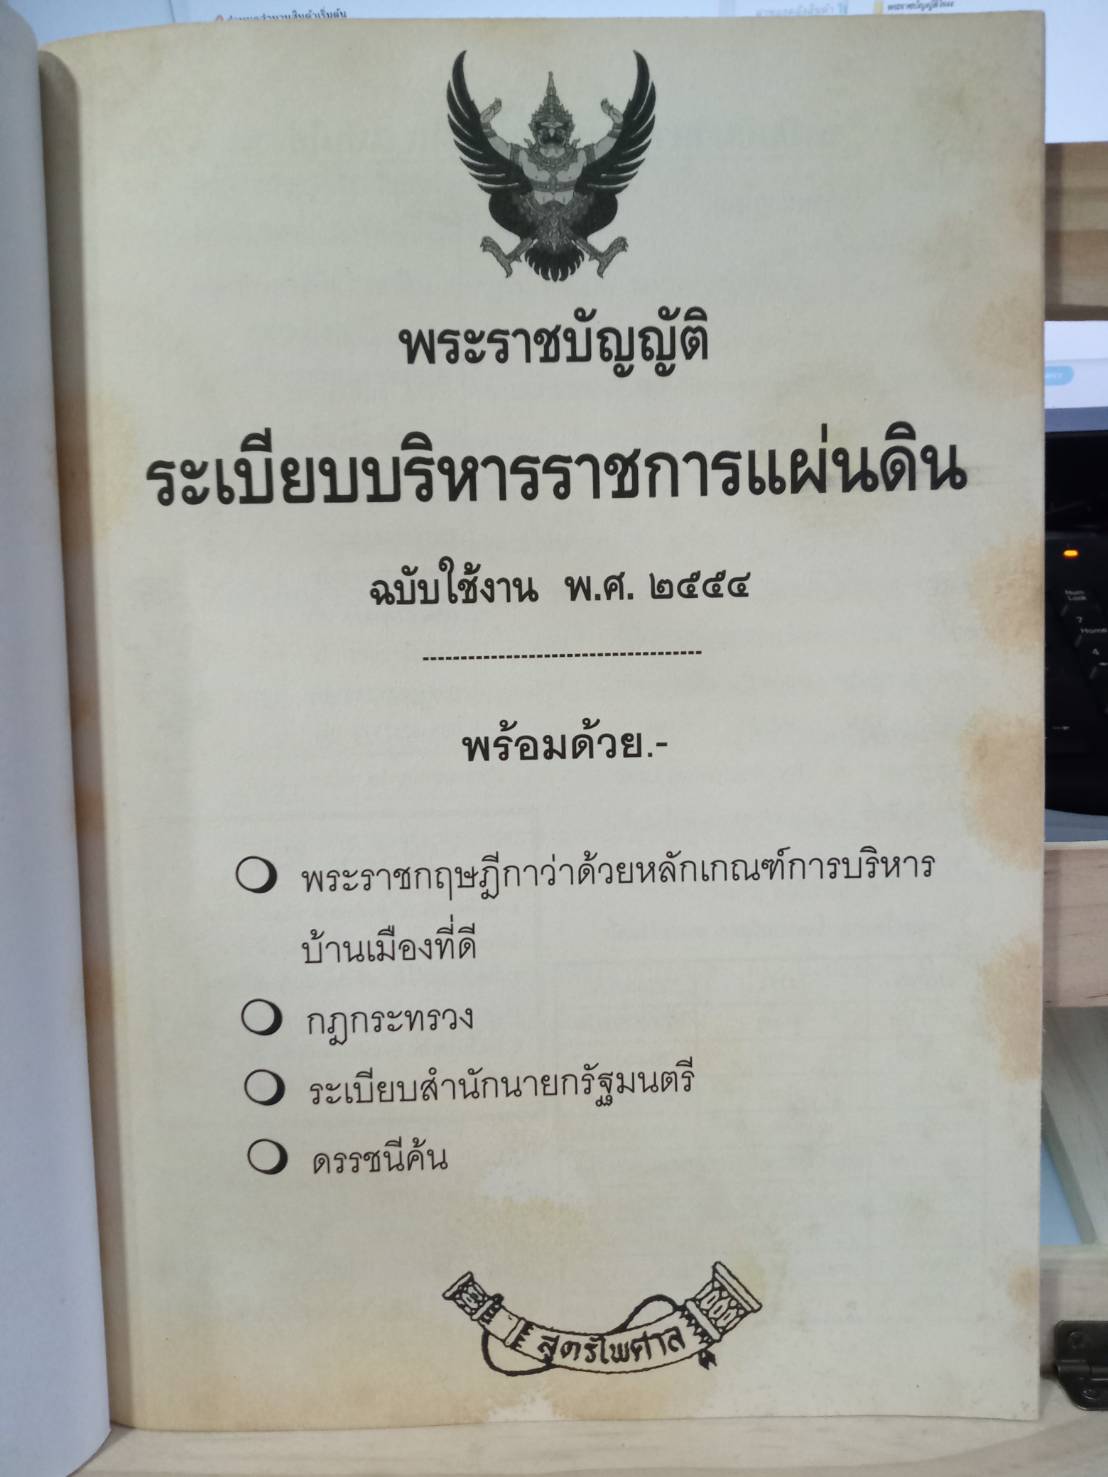 พระราชบัญญัติ
ระเบียบบริหารราชการแผ่นดิน
ฉบับใช้งาน พ.ศ. ๒๕๕๔
พร้อมด้วย.-
พระราชกฤษฎีกาว่าด้วยหลักเกณฑ์การบริหาร
บ้านเมืองที่ดี
กฎกระทรวง
ระเบียบสำนักนายกรัฐมนตรี
ดรรชนีค้น
สูตรไพศาล
Num
Lock
7
Home
4